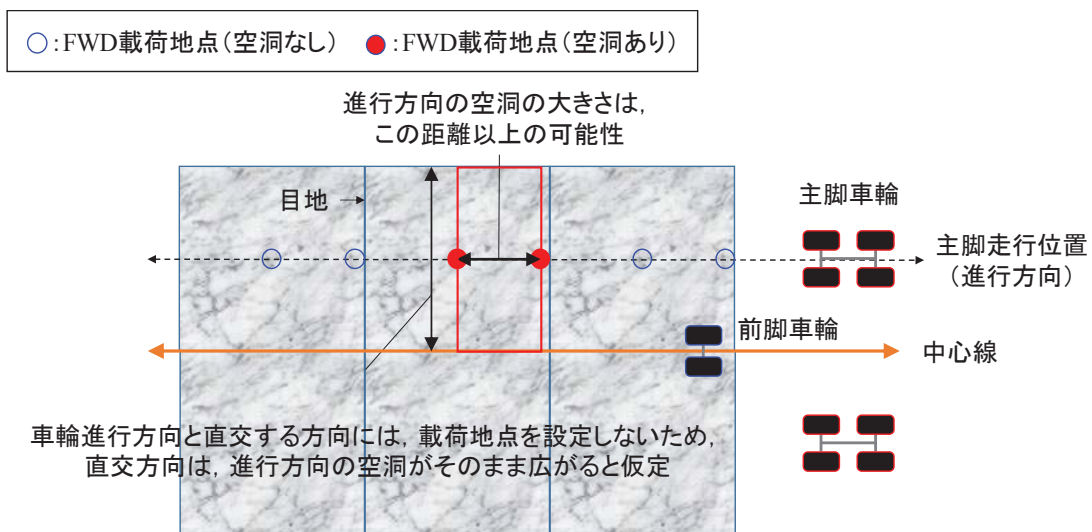 ○:FWD載荷地点(空洞なし) ●:FWD載荷地点(空洞あり)
進行方向の空洞の大きさは，
この距離以上の可能性
目地
主脚車輪
主脚走行位置
（進行方向）
前脚車輪
中心線
車輪進行方向と直交する方向には，載荷地点を設定しないため，
直交方向は，進行方向の空洞がそのまま広がると仮定